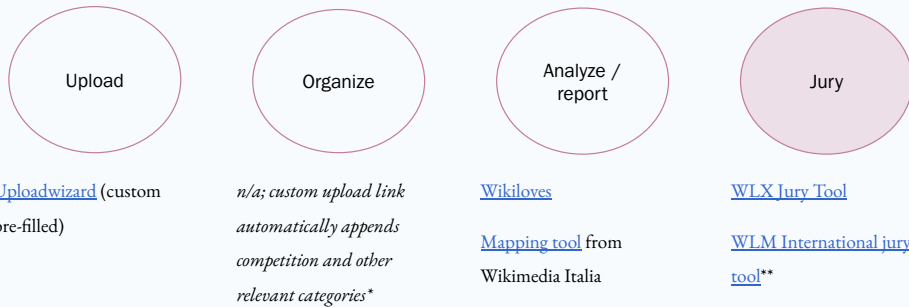 Upload
Organize
Analyze /
report
Jury
Uploadwizard (custom
pre-filled)
n/a; custom upload link
automatically appends
competition and other
relevant categories*
Wikiloves
Mapping tool from
Wikimedia Italia
WLX Jury Tool
WLM International jury
tool**